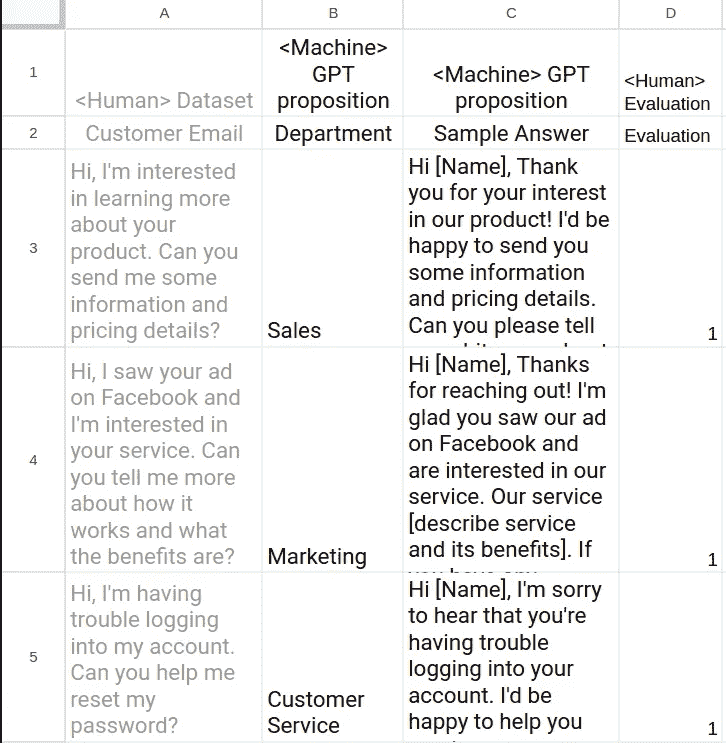 A B C D
1
<Human> Dataset
<Machine>
GPT
proposition
<Machine> GPT
proposition
<Human>
Evaluation
2
Customer Email
Department
Sample Answer
Evaluation
3
Hi, I'm interested
in learning more
about your
product. Can you
send me some
information and
pricing details?
Sales
Hi [Name], Thank
you for your interest
in our product! I'd be
happy to send you
some information
and pricing details.
Can you please tell
1
4
Hi, I saw your ad
on Facebook and
I'm interested in
your service. Can
you tell me more
about how it
works and what
the benefits are?
Marketing
Hi [Name], Thanks
for reaching out! I'm
glad you saw our ad
on Facebook and
are interested in our
service. Our service
[describe service
and its benefits]. If
1
5
Hi, I'm having
trouble logging
into my account.
Can you help me
reset my
password?
Customer
Service
Hi [Name], I'm sorry
to hear that you're
having trouble
logging into your
account. I'd be
happy to help you
1